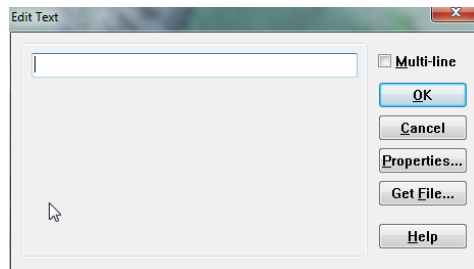 Edit Text
Multi-line
OK
Cancel
Properties...
Get File...
Help